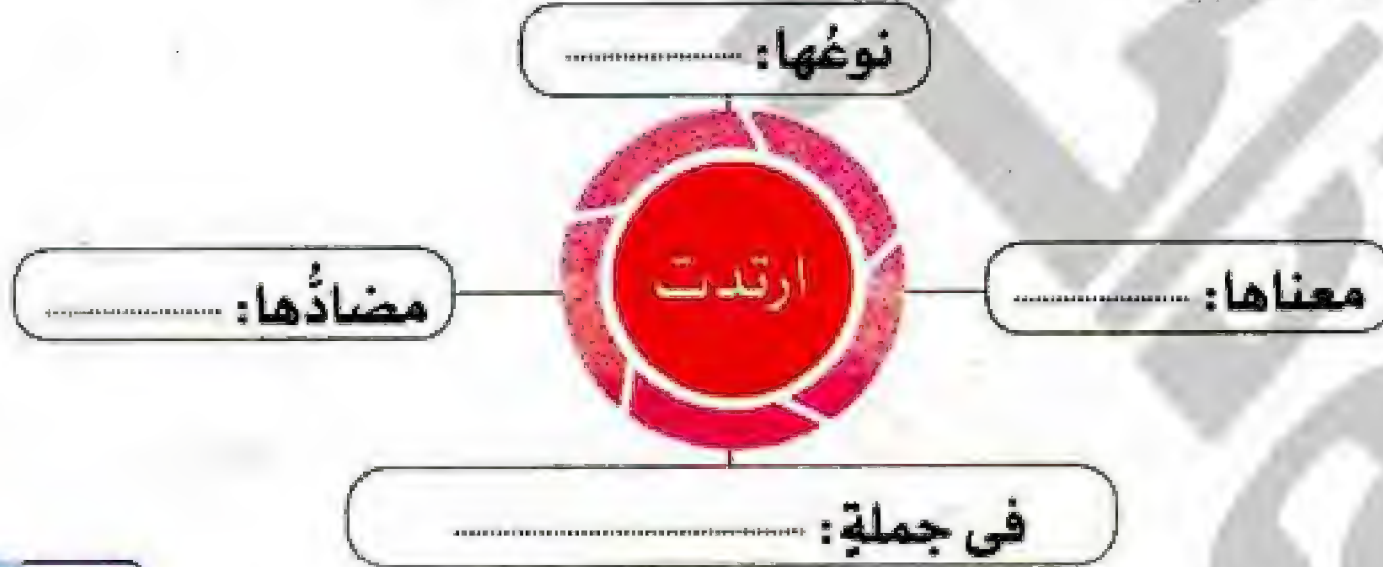 نوعُها: ..................
معناها: ..................
ارتدت
مضادُّها: ..................
فى جملةٍ: ....................................